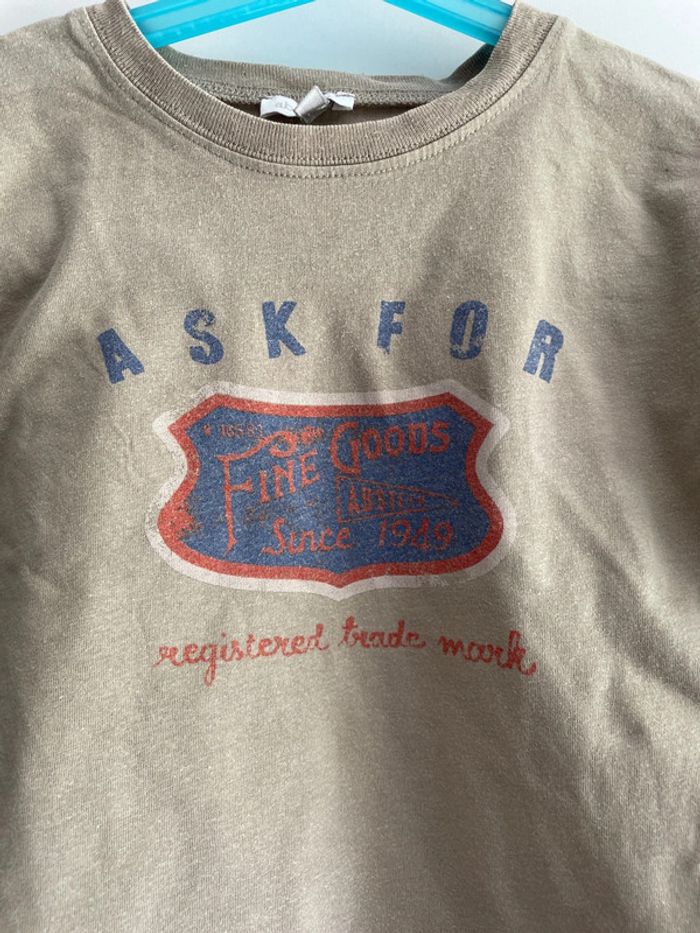 ASK FOR
FINE GOODS
Since 1949
registered trade mark